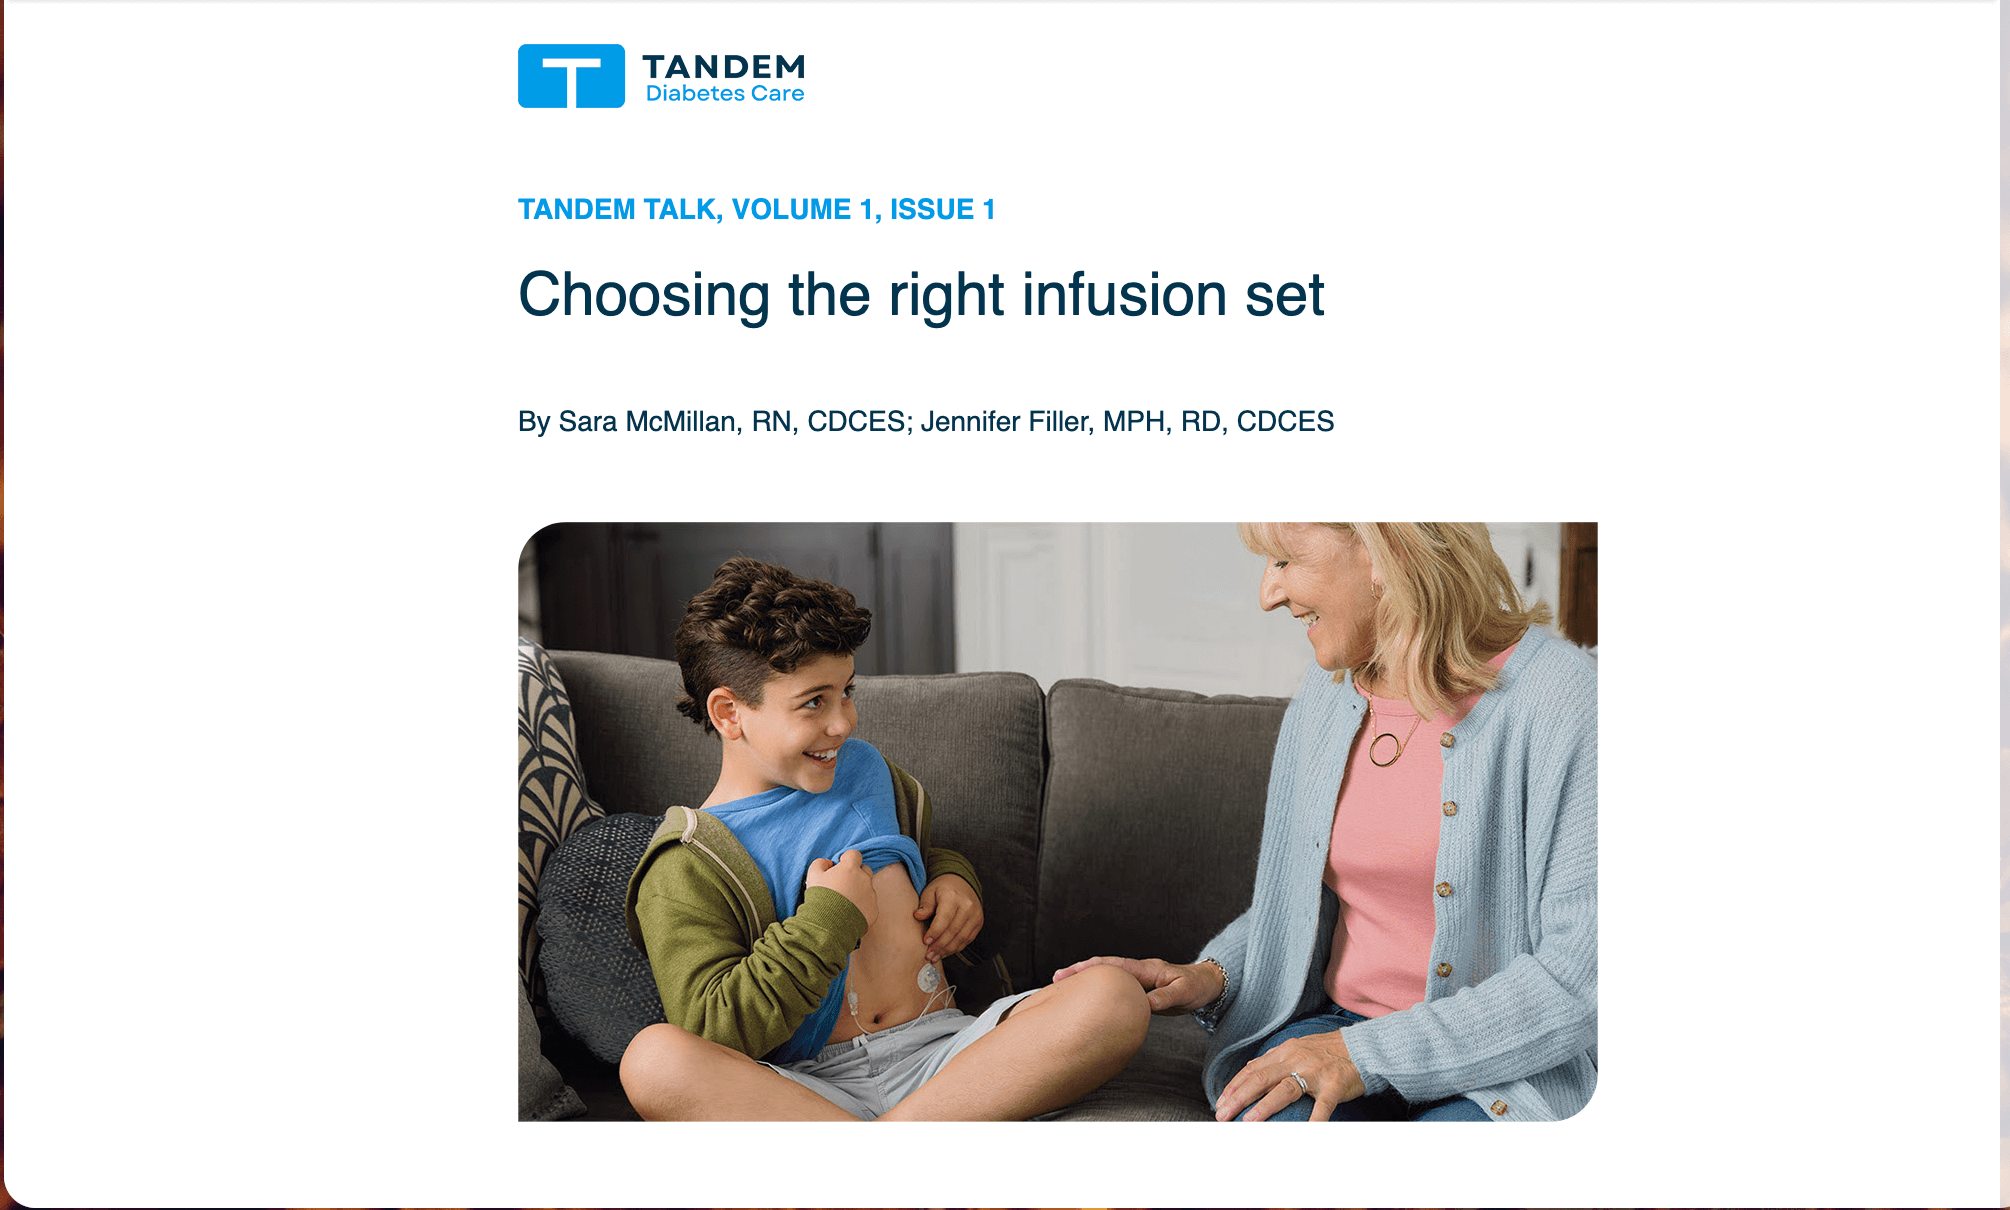 TANDEM
Diabetes Care
TANDEM TALK, VOLUME 1, ISSUE 1
Choosing the right infusion set
By Sara McMillan, RN, CDCES; Jennifer Filler, MPH, RD, CDCES